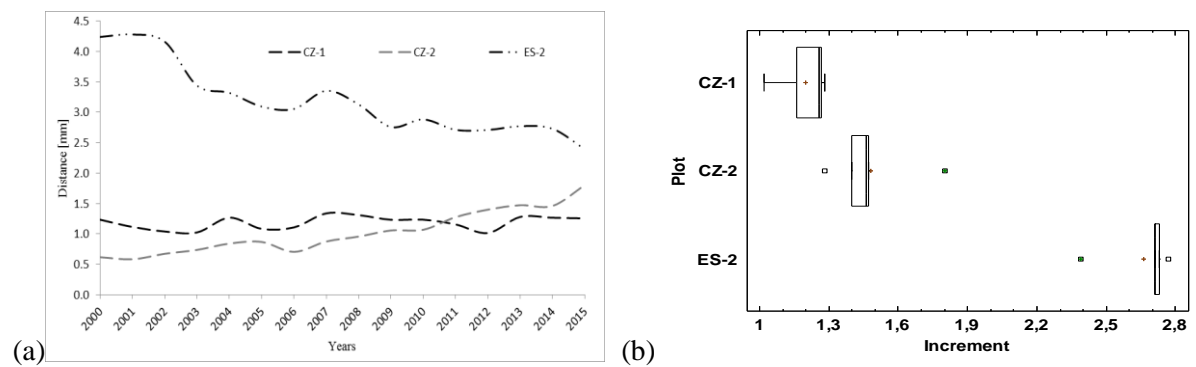 4.5
4.0
3.5
3.0
2.5
2.0
1.5
1.0
0.5
0.0
Distance [mm]
CZ-1 CZ-2 ES-2
2000 2001 2002 2003 2004 2005 2006 2007 2008 2009 2010 2011 2012 2013 2014 2015
Years
(a)
Plot
CZ-1
CZ-2
ES-2
1 1,3 1,6 1,9 2,2 2,5 2,8
Increment
(b)